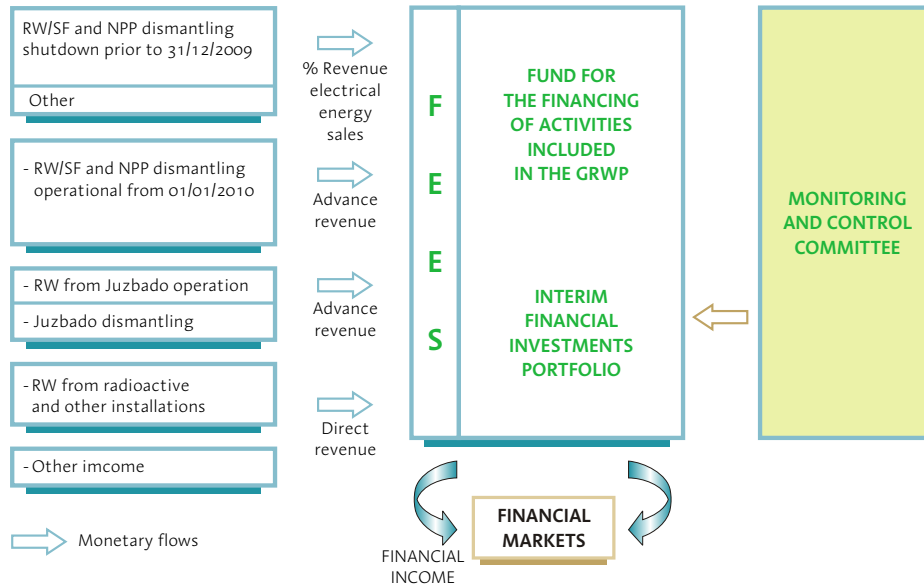 RW/SF and NPP dismantling
shutdown prior to 31/12/2009
Other
- RW/SF and NPP dismantling
operational from 01/01/2010
- RW from Juzbado operation
- Juzbado dismantling
- RW from radioactive
and other installations
- Other imcome
Monetary flows
% Revenue
electrical
energy
sales
Advance
revenue
Advance
revenue
Direct
revenue
F
E
E
S
FUND FOR
THE FINANCING
OF ACTIVITIES
INCLUDED
IN THE GRWP
INTERIM
FINANCIAL
INVESTMENTS
PORTFOLIO
MONITORING
AND CONTROL
COMMITTEE
FINANCIAL
MARKETS
FINANCIAL
INCOME